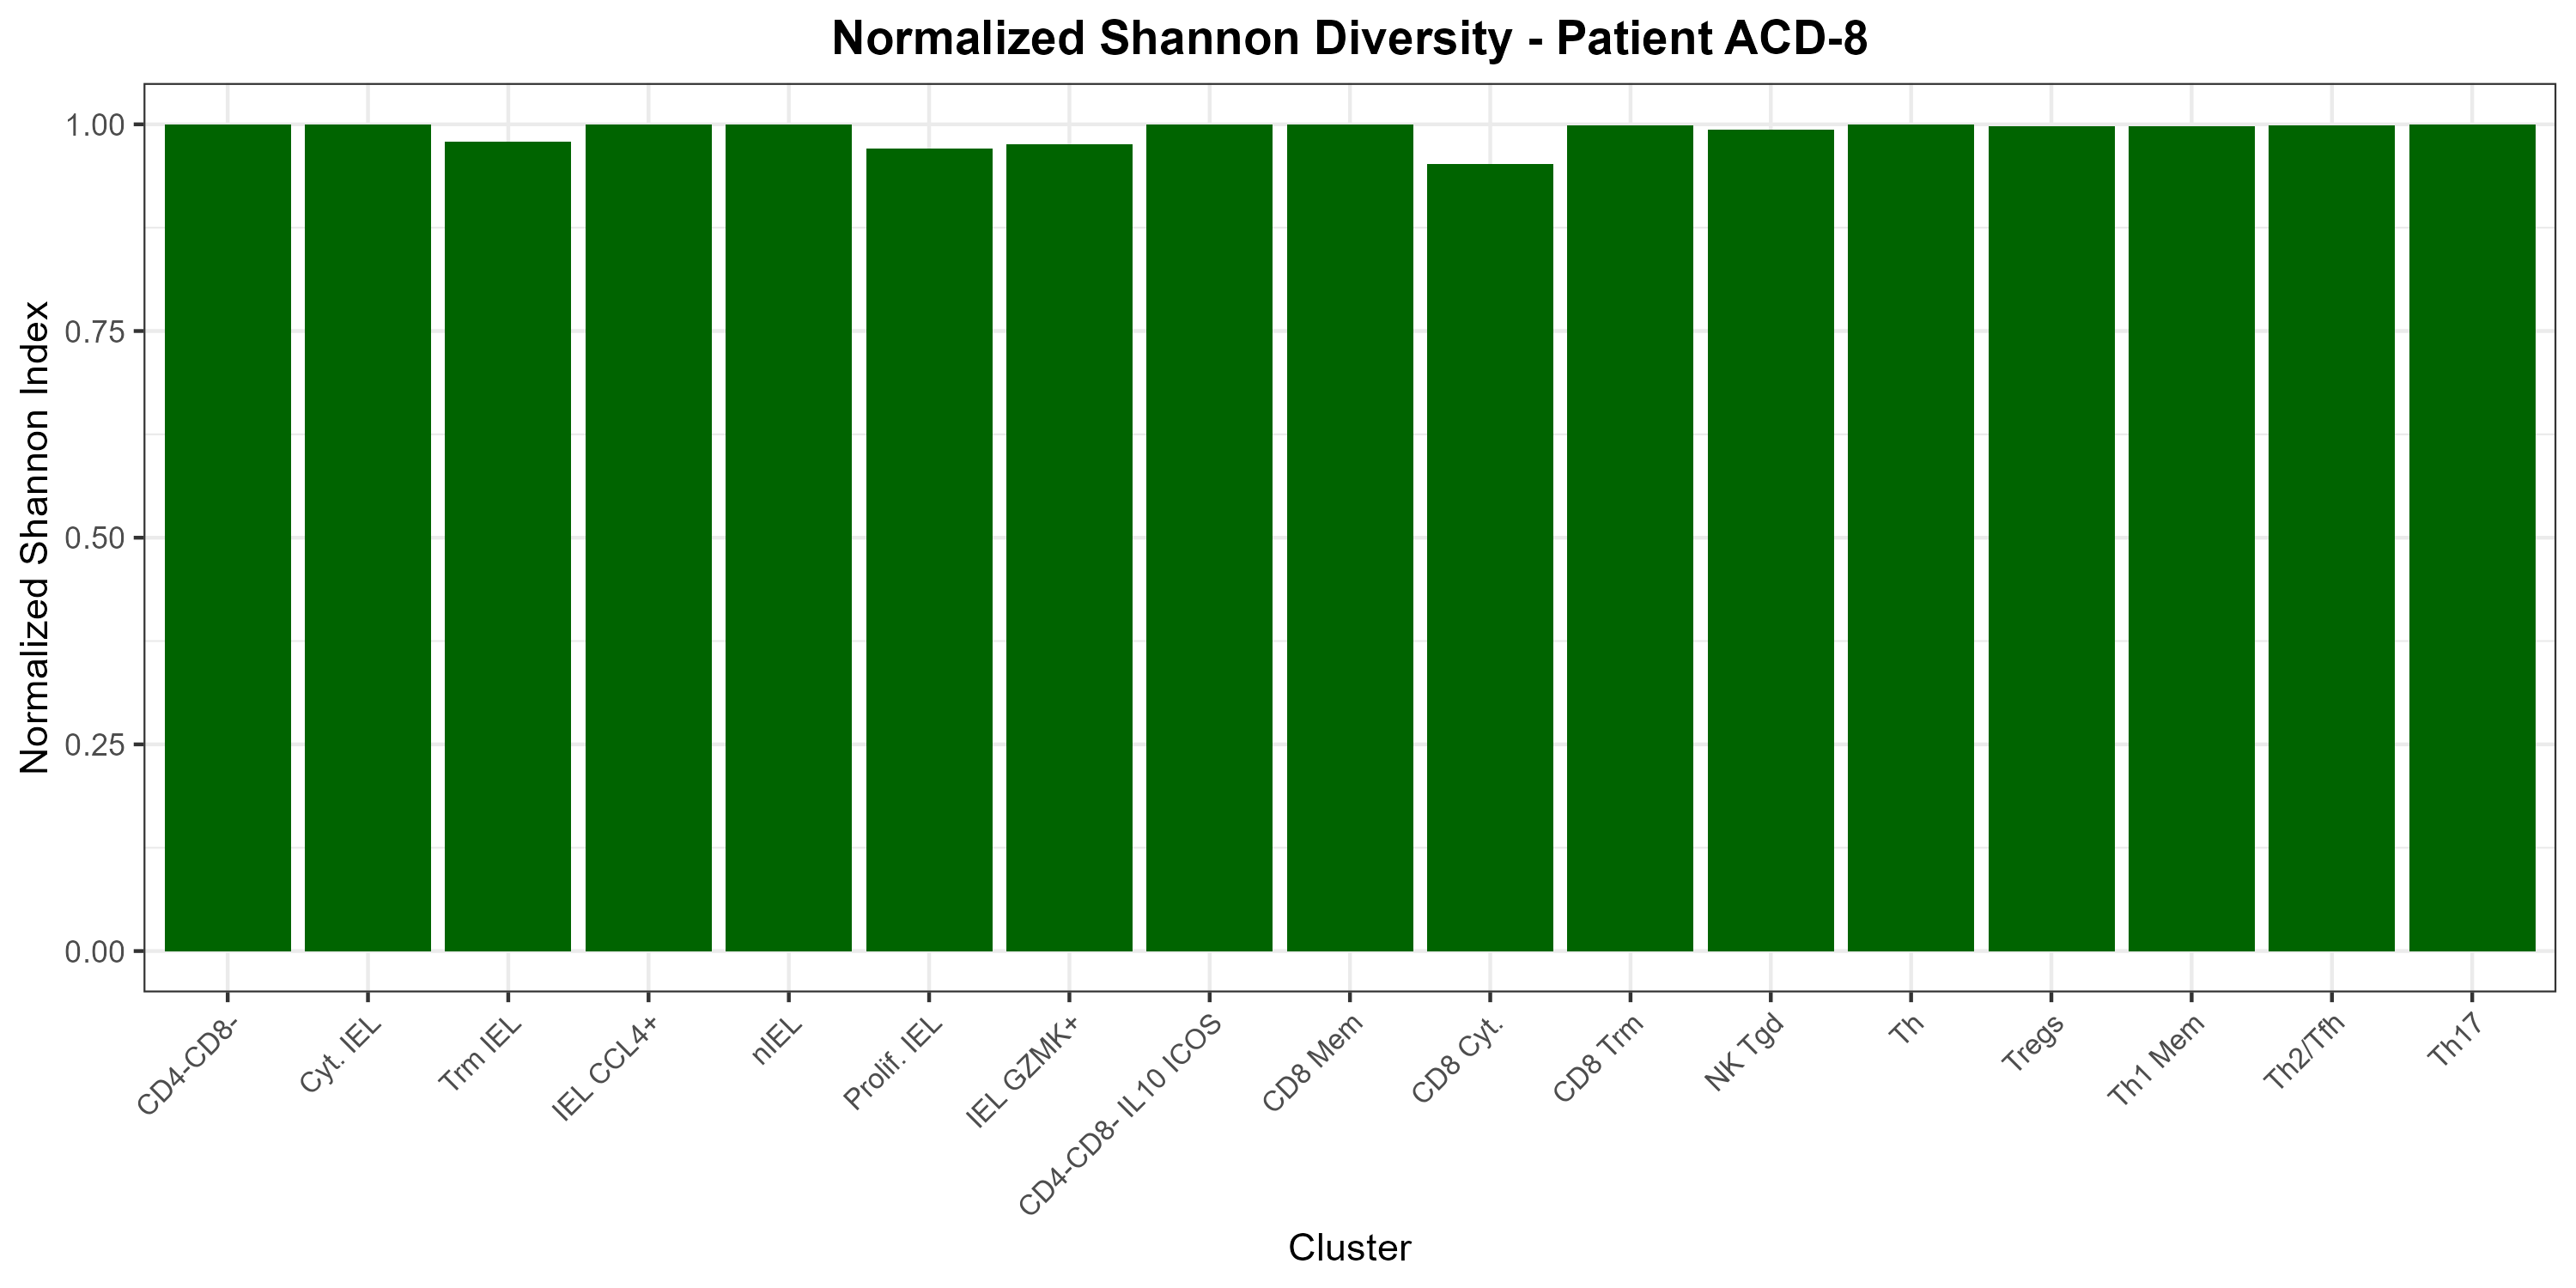 Normalized Shannon Diversity - Patient ACD-8
Normalized Shannon Index
1.00
0.75
0.50
0.25
0.00
CD4-CD8-
Cyt. IEL
Trm IEL
IEL CCL4+
nIEL
Prolif. IEL
IEL GZMK+
CD4-CD8- IL10 ICOS
CD8 Mem
CD8 Cyt.
CD8 Trm
NK Tgd
Th
Tregs
Th1 Mem
Th2/Tfh
Th17
Cluster